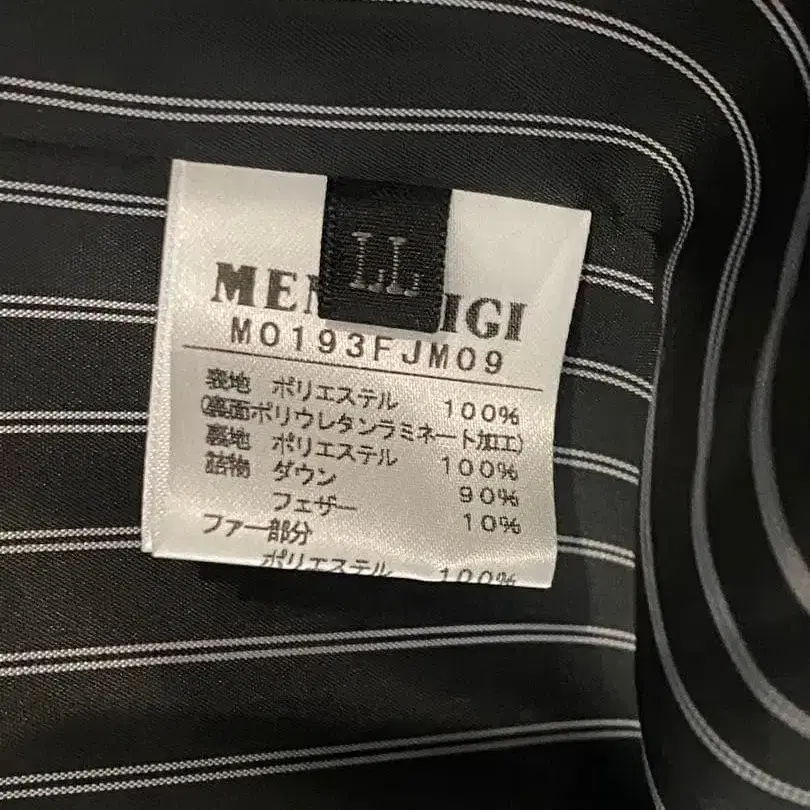 LL
MEN IGI
M0193FJM09
表地 ポリエステル 100%
(裏面ポリウレタンラミネート加工)
裏地 ポリエステル 100%
詰物 ダウン 90%
フェザー 10%
ファー部分
ポリエステル 100%